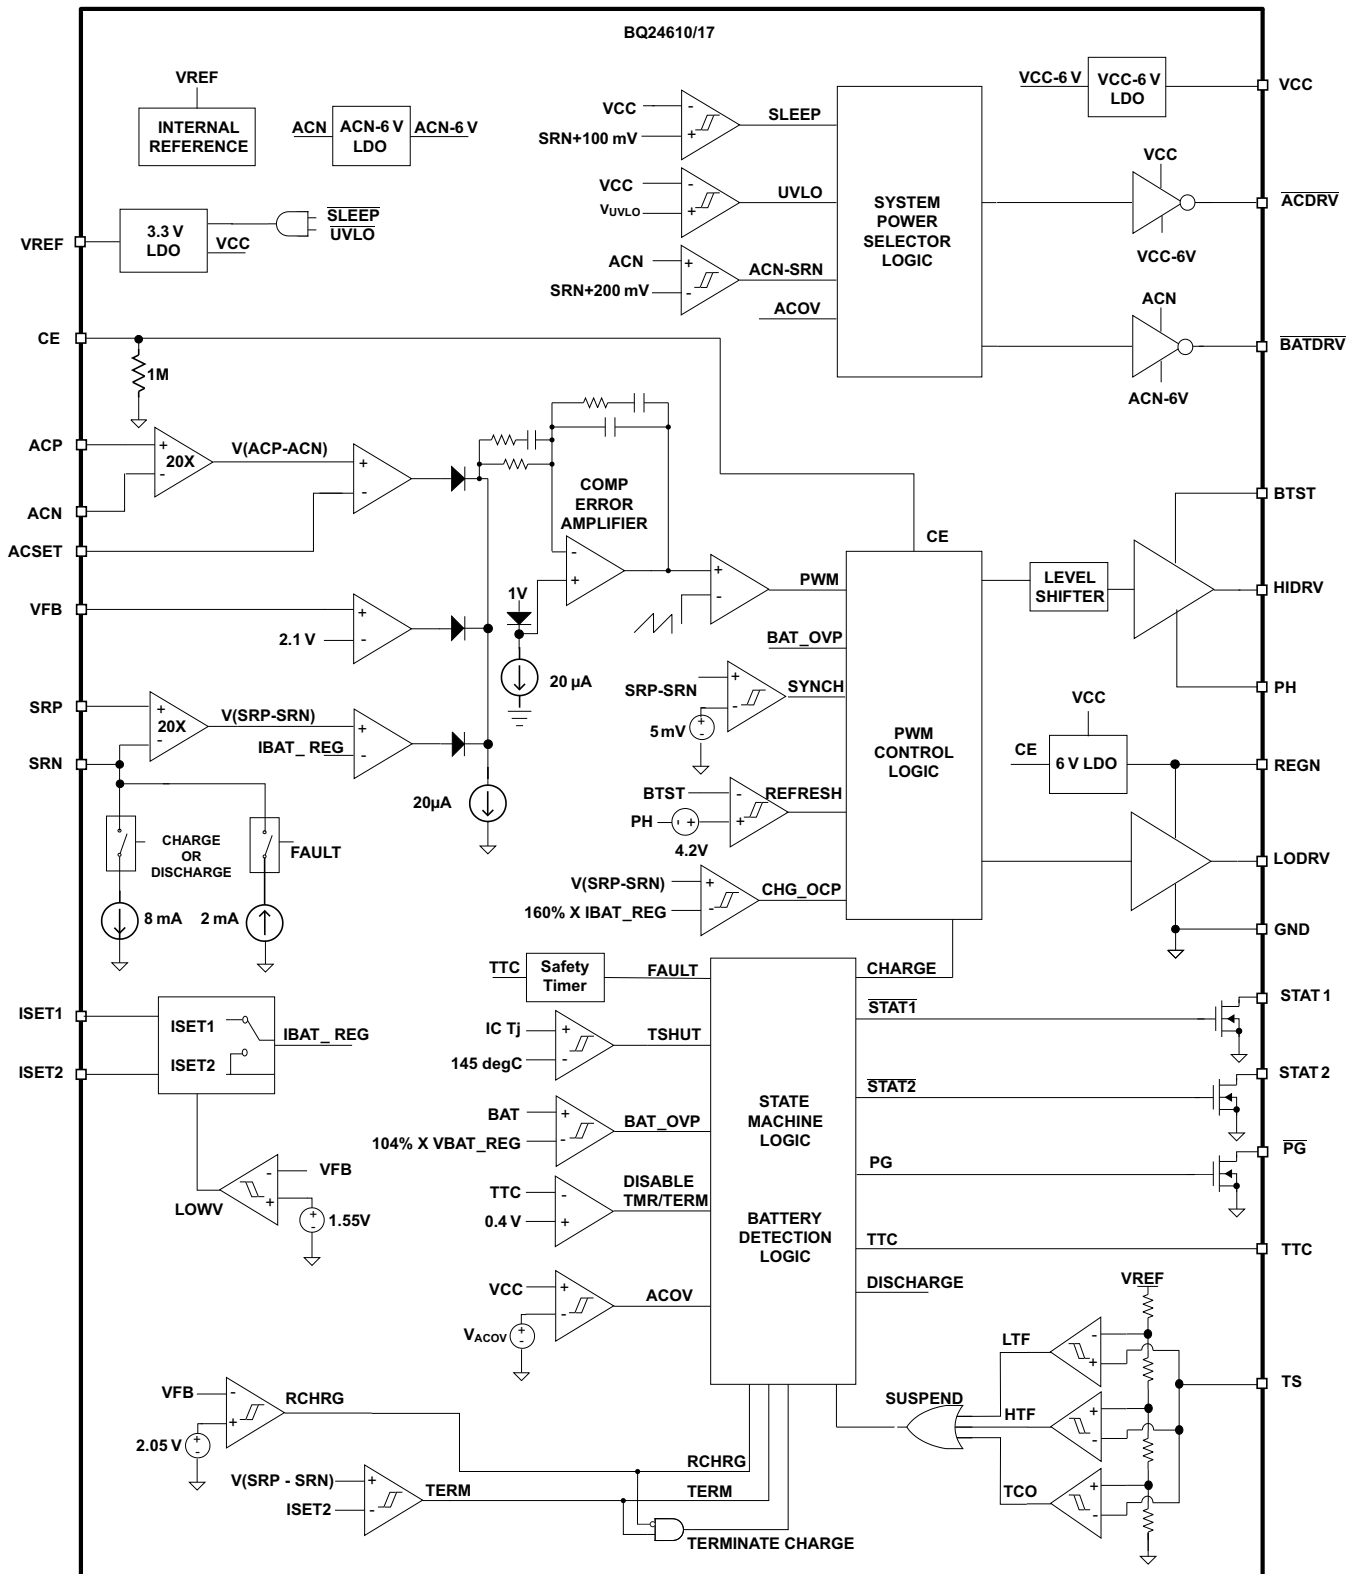 BQ24610/17
VREF
INTERNAL
REFERENCE
ACN
ACN-6 V
LDO
ACN-6 V
VCC
SRN+100 mV
- 
+
SLEEP
VCC
VUVLO
-
+
UVLO
ACN
SRN+200 mV
+
-
ACN-SRN
ACOV
SYSTEM
POWER
SELECTOR
LOGIC
VCC-6 V
VCC-6 V
LDO
VCC
VCC
VCC-6V
ACDRV
ACN
ACN-6V
BATDRV
VREF
3.3 V
LDO
VCC
SLEEP
UVLO
CE
1M
ACP
ACN
+
-
20X
V(ACP-ACN)
+
-
ACSET
VFB
2.1 V
+
-
SRP
SRN
+
-
20X
V(SRP-SRN)
IBAT_ REG
+
-
20µA
COMP
ERROR
AMPLIFIER
-
+
1V
20 µA
+
-
PWM
CE
BAT_OVP
SRP-SRN
+
-
SYNCH
+
-
5 mV
BTST
PH
- +
4.2V
-
+
REFRESH
V(SRP-SRN)
160% X IBAT_REG
+
-
CHG_OCP
PWM
CONTROL
LOGIC
LEVEL
SHIFTER
BTST
HIDRV
PH
VCC
CE
6 V LDO
REGN
LODRV
GND
CHARGE
OR
DISCHARGE
FAULT
8 mA
2 mA
ISET1
ISET2
ISET1
ISET2
IBAT_ REG
LOWV
-
+
VFB
+
-
1.55V
TTC
Safety
Timer
FAULT
IC Tj
145 degC
+
-
TSHUT
BAT
104% X VBAT_REG
+
-
BAT_OVP
TTC
0.4 V
-
+
DISABLE
TMR/TERM
VCC
VACOV
+
-
+
-
ACOV
STATE
MACHINE
LOGIC
BATTERY
DETECTION
LOGIC
CHARGE
STAT1
STAT2
PG
TTC
DISCHARGE
STAT 1
STAT 2
PG
TTC
VREF
LTF
-
+
TS
SUSPEND
HTF
+
-
TCO
+
-
VFB
2.05 V
+
-
-
+
RCHRG
RCHRG
V(SRP - SRN)
ISET2
+
-
TERM
TERM
TERMINATE CHARGE